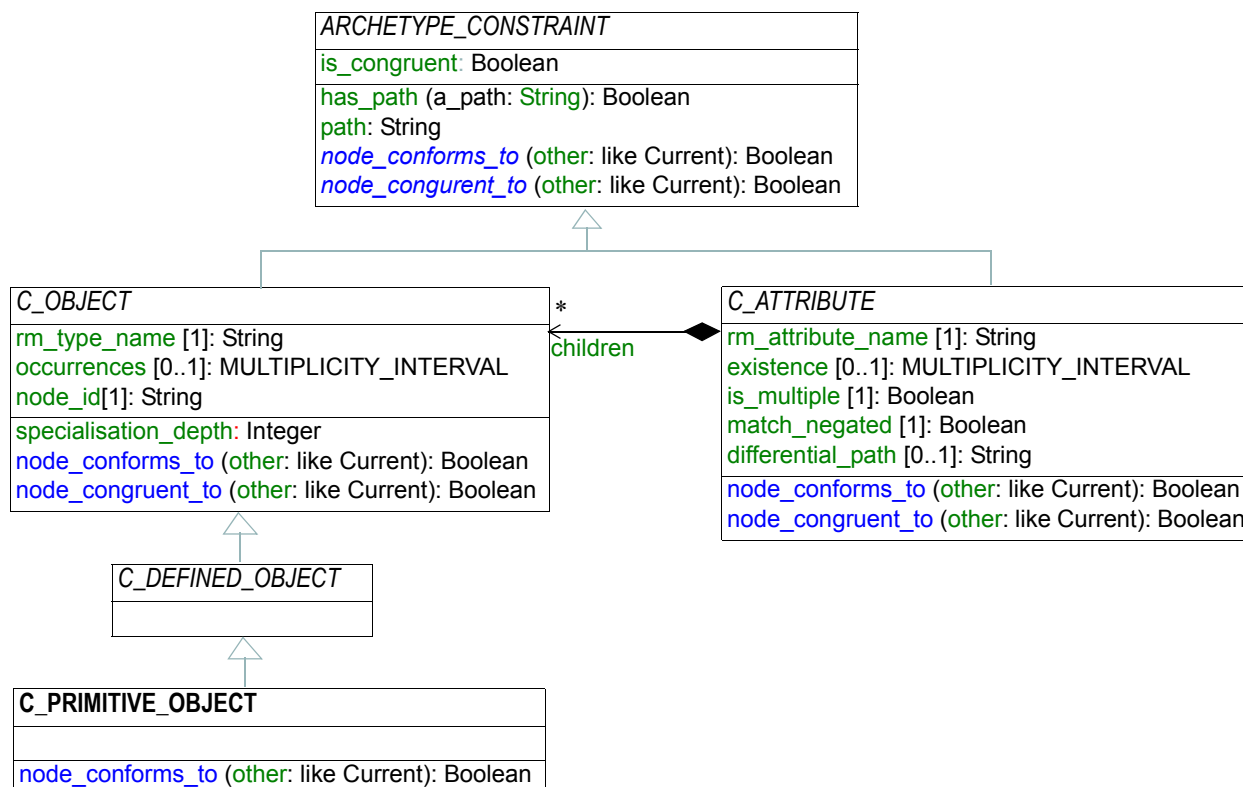 ARCHETYPE_CONSTRAINT
is_congruent: Boolean
has_path (a_path: String): Boolean
path: String
node_conforms_to (other: like Current): Boolean
node_congurent_to (other: like Current): Boolean
C_OBJECT
rm_type_name [1]: String
occurrences [0..1]: MULTIPLICITY_INTERVAL
node_id[1]: String
specialisation_depth: Integer
node_conforms_to (other: like Current): Boolean
node_congruent_to (other: like Current): Boolean
*
children
C_ATTRIBUTE
rm_attribute_name [1]: String
existence [0..1]: MULTIPLICITY_INTERVAL
is_multiple [1]: Boolean
match_negated [1]: Boolean
differential_path [0..1]: String
node_conforms_to (other: like Current): Boolean
node_congruent_to (other: like Current): Boolean
C_DEFINED_OBJECT
C_PRIMITIVE_OBJECT
node_conforms_to (other: like Current): Boolean